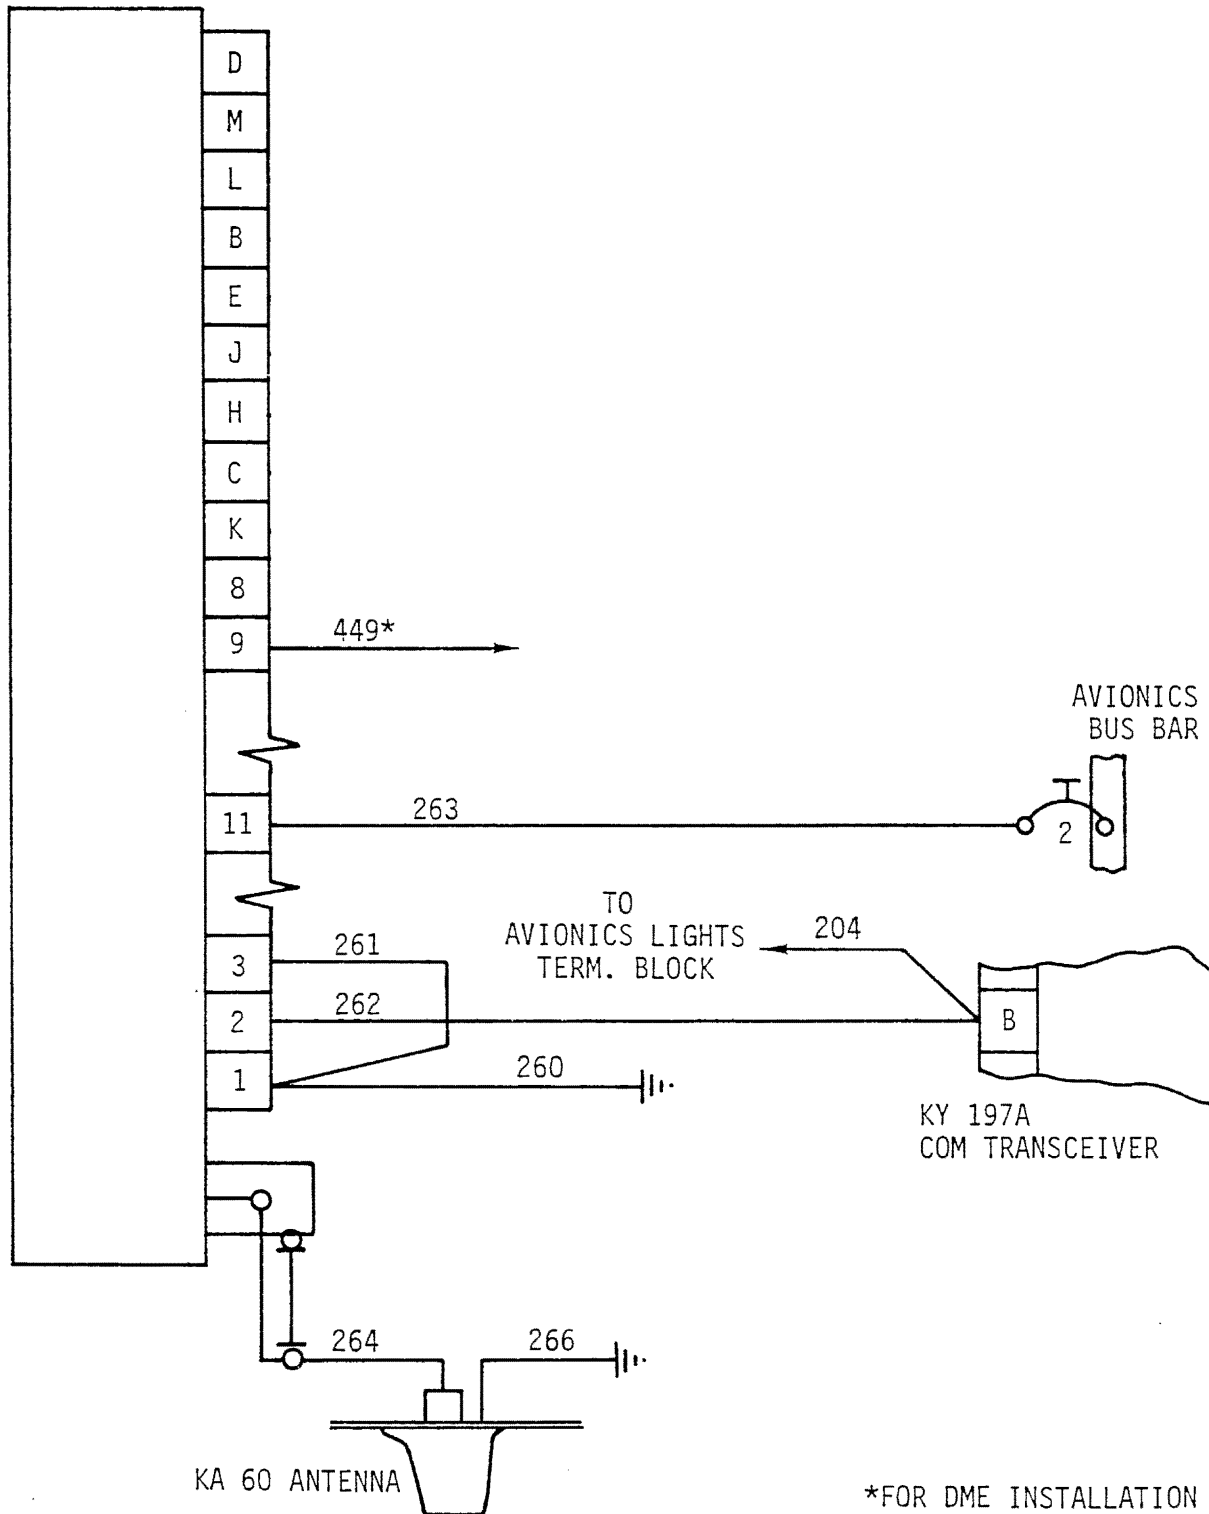 D
M
L
B
E
J
H
C
K
8
9
449*
AVIONICS
BUS BAR
11
263
2
TO
AVIONICS LIGHTS
TERM. BLOCK
204
3
261
2
262
B
1
260
KY 197A
COM TRANSCEIVER
264
266
KA 60 ANTENNA
*FOR DME INSTALLATION